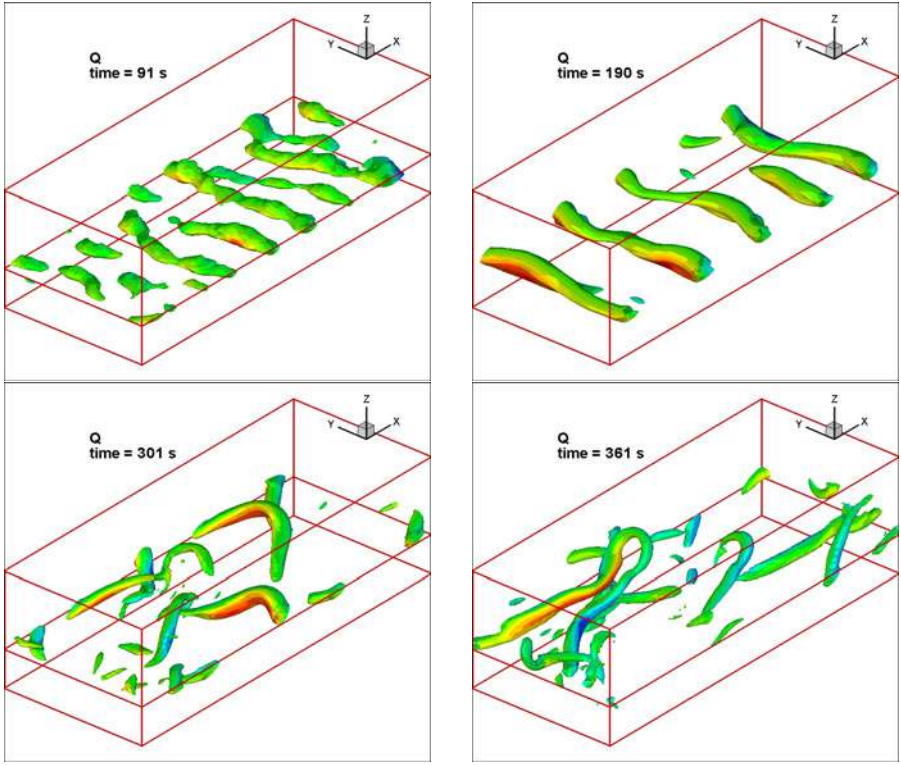 Z
Y
X
Q
time = 91 s
Z
Y
X
Q
time = 190 s
Z
Y
X
Q
time = 301 s
Z
Y
X
Q
time = 361 s